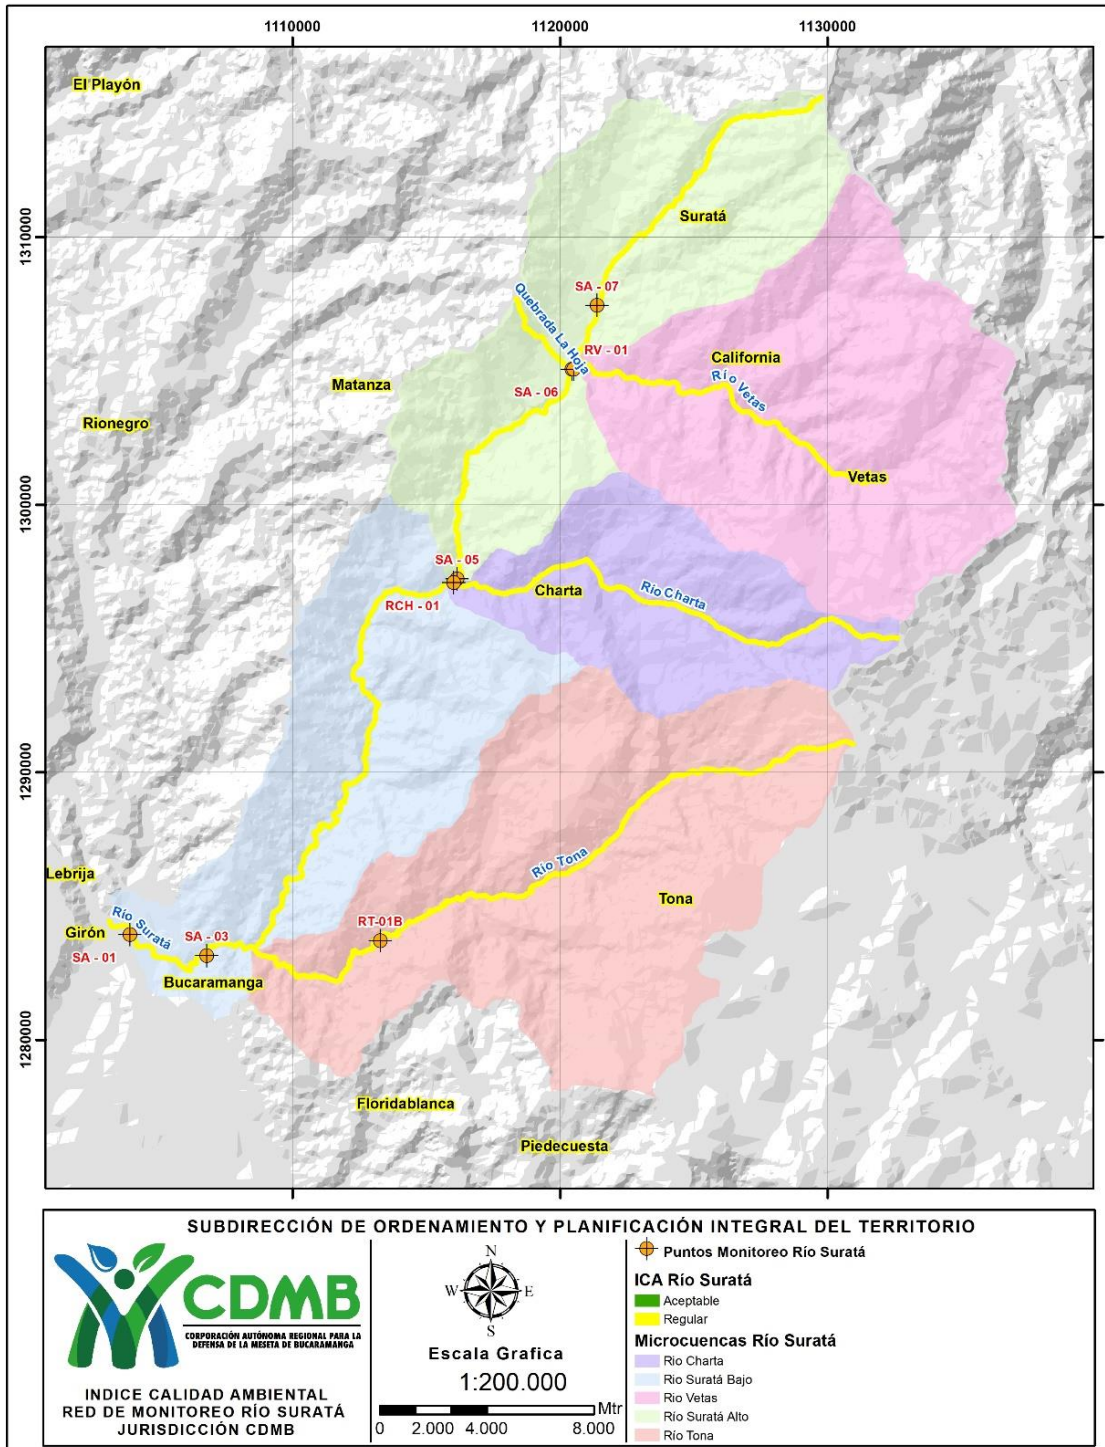 1110000
1120000
1130000
El Playón
1310000
1310000
Suratá
SA - 07
Quebrada La Hoja
RV - 01
California
Matanza
SA - 06
Río Vetas
Rionegro
Vetas
1300000
SA - 05
Charta
Rio Charta
RCH - 01
1290000
Lebrija
Río Tona
Tona
Río Suratá
Girón
SA - 03
RT-01B
SA - 01
Bucaramanga
1280000
Floridablanca
Piedecuesta
SUBDIRECCIÓN DE ORDENAMIENTO Y PLANIFICACIÓN INTEGRAL DEL TERRITORIO
CDMB
CORPORACIÓN AUTÓNOMA REGIONAL PARA LA
DEFENSA DE LA MESETA DE BUCARAMANGA
INDICE CALIDAD AMBIENTAL
RED DE MONITOREO RÍO SURATÁ
JURISDICCIÓN CDMB
N
W
E
S
Escala Grafica
1:200.000
Mtr
0
2.000
4.000
8.000
Puntos Monitoreo Río Suratá
ICA Río Suratá
Aceptable
Regular
Microcuencas Río Suratá
Rio Charta
Rio Suratá Bajo
Rio Vetas
Río Suratá Alto
Río Tona